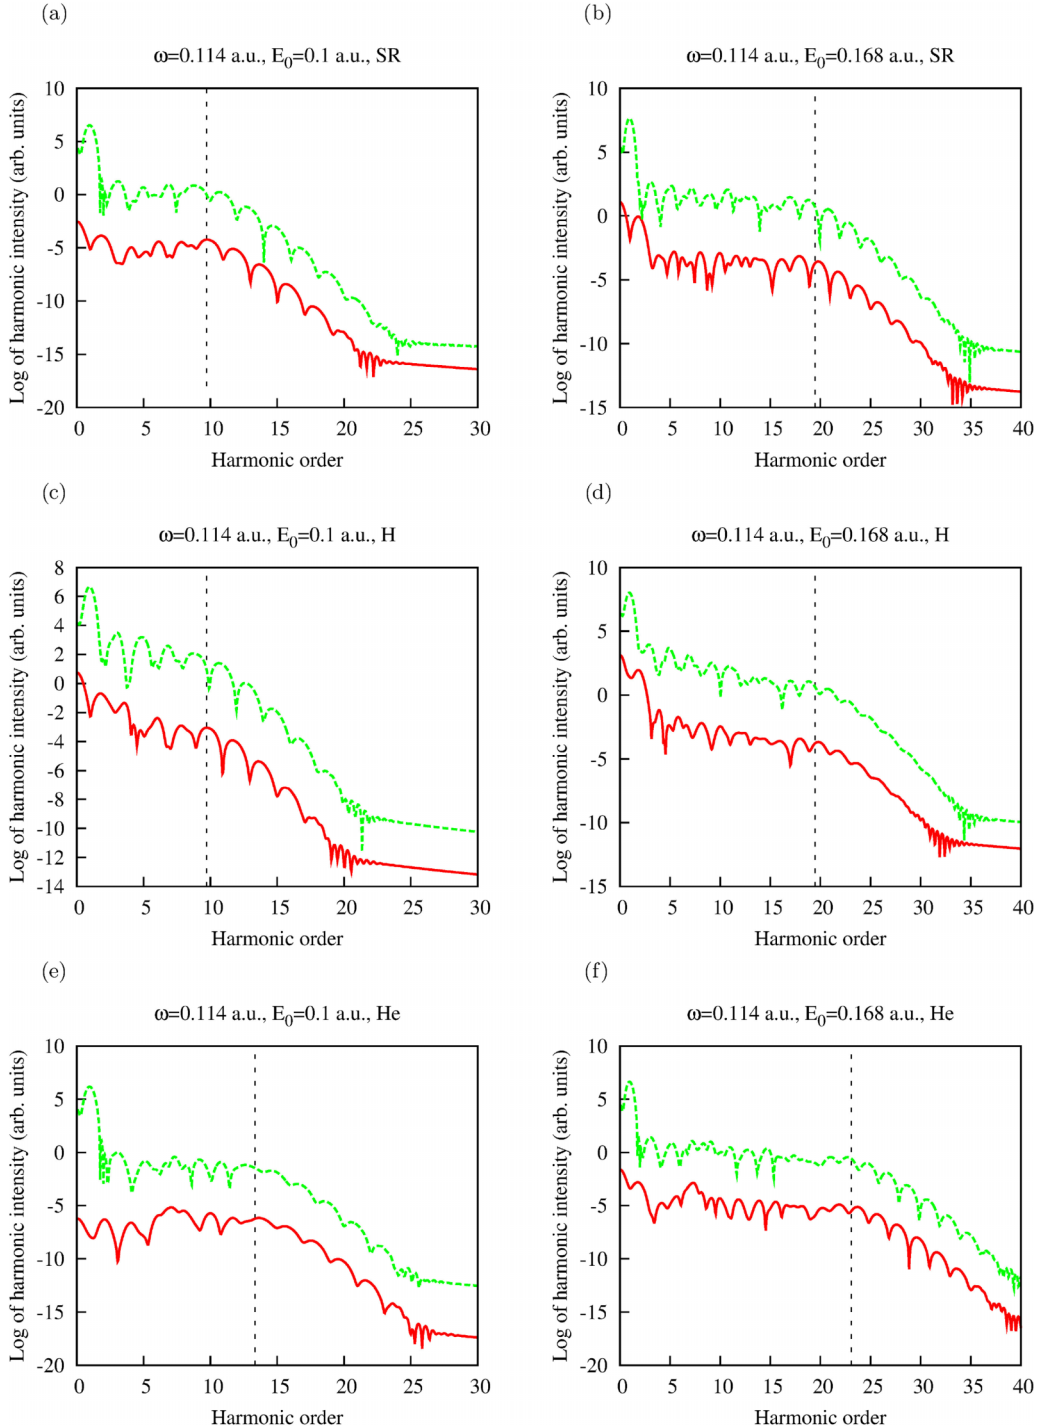 (a)
(b)
ω=0.114 a.u., E0=0.1 a.u., SR
ω=0.114 a.u., E0=0.168 a.u., SR
Log of harmonic intensity (arb. units)
10
5
0
-5
-10
-15
-20
0 5 10 15 20 25 30
Harmonic order
Log of harmonic intensity (arb. units)
10
5
0
-5
-10
-15
0 5 10 15 20 25 30 35 40
Harmonic order
(c)
(d)
ω=0.114 a.u., E0=0.1 a.u., H
ω=0.114 a.u., E0=0.168 a.u., H
Log of harmonic intensity (arb. units)
8
6
4
2
0
-2
-4
-6
-8
-10
-12
-14
0 5 10 15 20 25 30
Harmonic order
Log of harmonic intensity (arb. units)
10
5
0
-5
-10
-15
0 5 10 15 20 25 30 35 40
Harmonic order
(e)
(f)
ω=0.114 a.u., E0=0.1 a.u., He
ω=0.114 a.u., E0=0.168 a.u., He
Log of harmonic intensity (arb. units)
10
5
0
-5
-10
-15
-20
0 5 10 15 20 25 30
Harmonic order
Log of harmonic intensity (arb. units)
10
5
0
-5
-10
-15
-20
0 5 10 15 20 25 30 35 40
Harmonic order